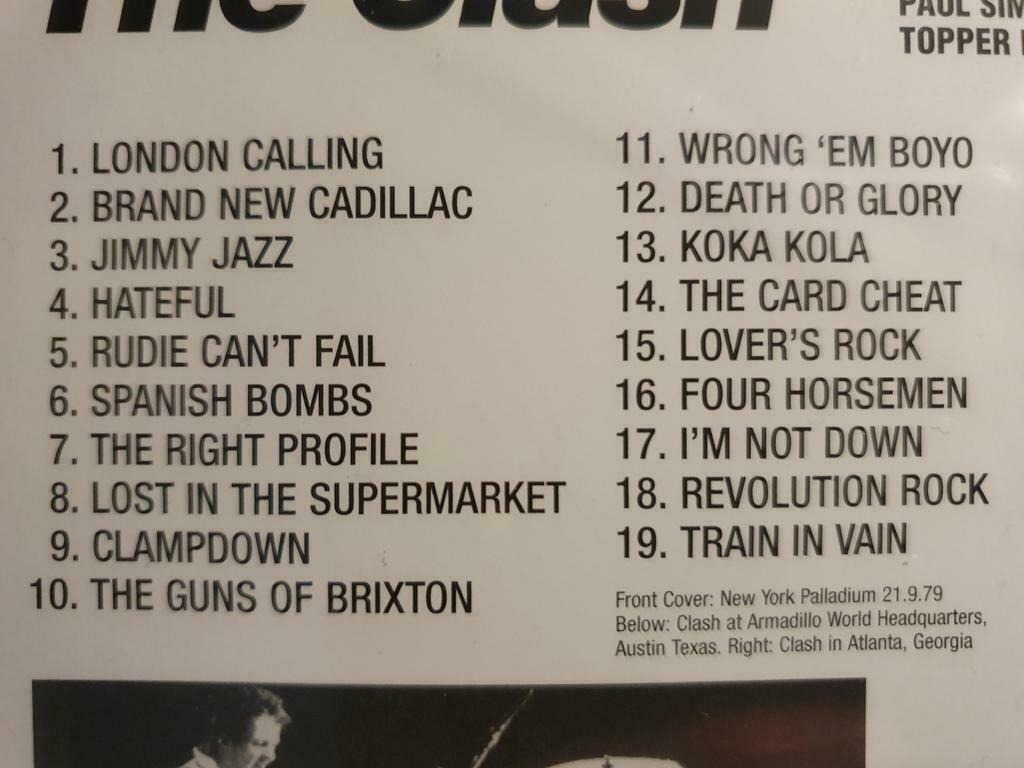 The Clash
PAUL SIM
TOPPER
1. LONDON CALLING
2. BRAND NEW CADILLAC
3. JIMMY JAZZ
4. HATEFUL
5. RUDIE CAN'T FAIL
6. SPANISH BOMBS
7. THE RIGHT PROFILE
8. LOST IN THE SUPERMARKET
9. CLAMPDOWN
10. THE GUNS OF BRIXTON
11. WRONG ‘EM BOYO
12. DEATH OR GLORY
13. KOKA KOLA
14. THE CARD CHEAT
15. LOVER'S ROCK
16. FOUR HORSEMEN
17. I'M NOT DOWN
18. REVOLUTION ROCK
19. TRAIN IN VAIN
Front Cover: New York Palladium 21.9.79
Below: Clash at Armadillo World Headquarters,
Austin Texas. Right: Clash in Atlanta, Georgia